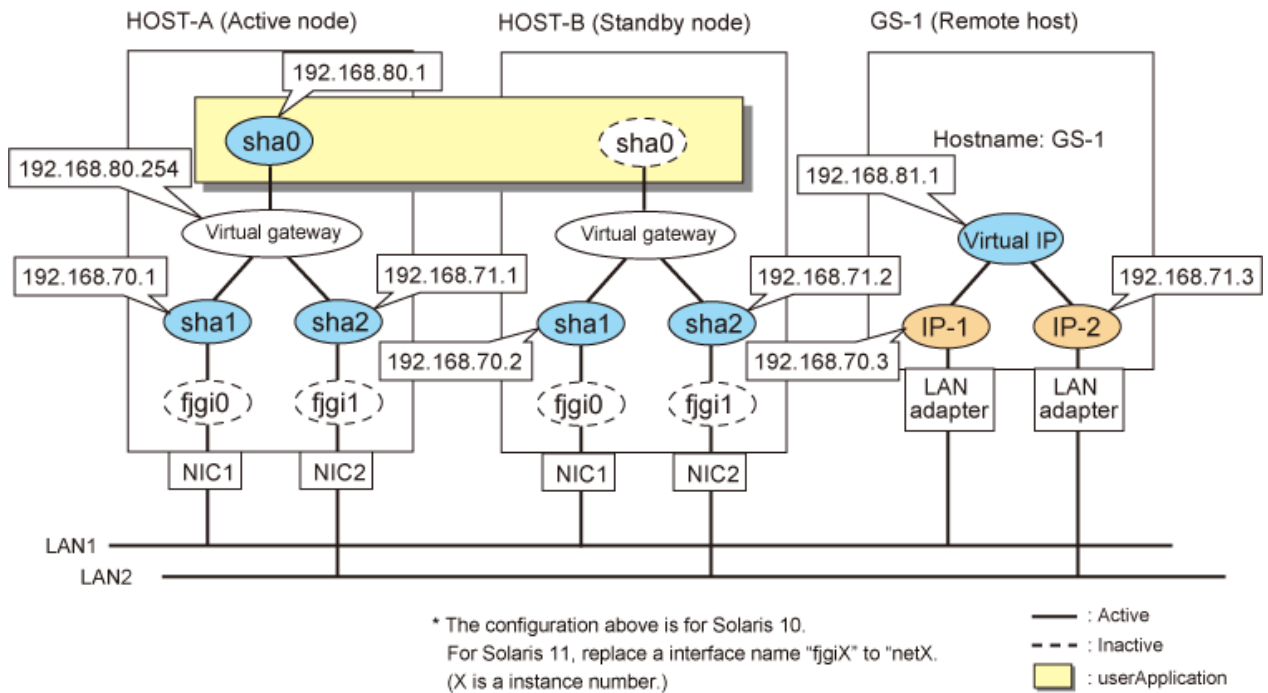 HOST-A (Active node)
HOST-B (Standby node)
GS-1 (Remote host)
192.168.80.1
sha0
sha0
Hostname: GS-1
192.168.80.254
192.168.81.1
Virtual gateway
Virtual gateway
Virtual IP
192.168.70.1
192.168.71.1
192.168.71.2
192.168.71.3
sha1
sha2
sha1
sha2
IP-1
IP-2
192.168.70.2
192.168.70.3
fjgi0
fjgi1
fjgi0
fjgi1
LAN
adapter
LAN
adapter
NIC1
NIC2
NIC1
NIC2
LAN1
LAN2
* The configuration above is for Solaris 10.
For Solaris 11, replace a interface name “fjgiX” to “netX.
(X is a instance number.)
: Active
: Inactive
: userApplication